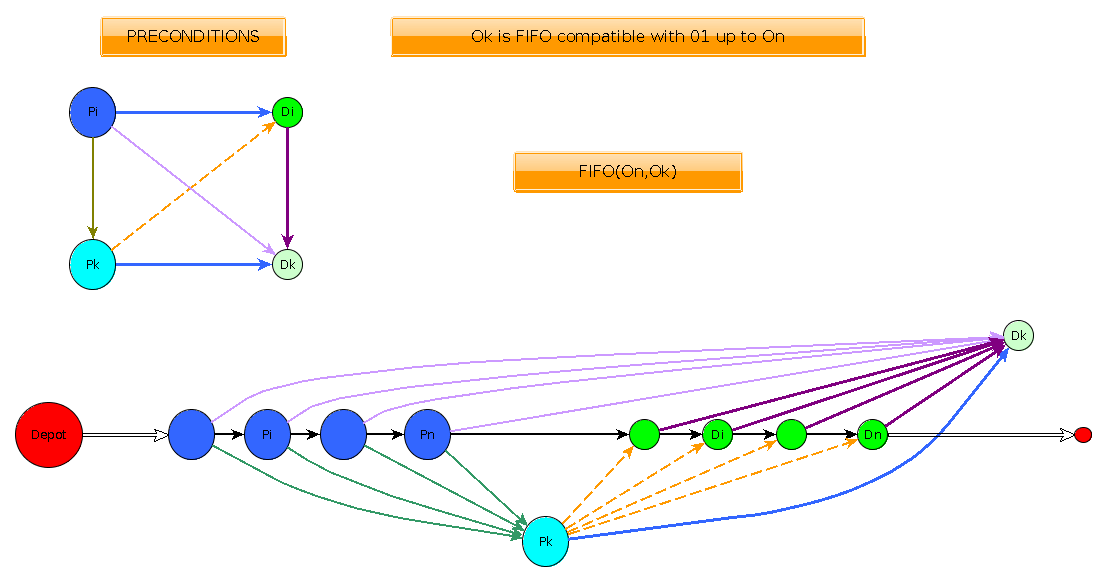 PRECONDITIONS
Ok is FIFO compatible with 01 up to On
Pi
Di
FIFO(On,Ok)
Pk
Dk
Dk
Depot
Pi
Pn
Di
Dn
Pk